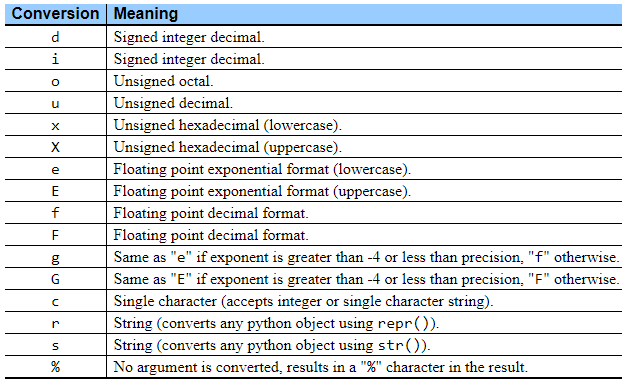 Conversion Meaning
d Signed integer decimal.
i Signed integer decimal.
o Unsigned octal.
u Unsigned decimal.
x Unsigned hexadecimal (lowercase).
X Unsigned hexadecimal (uppercase).
e Floating point exponential format (lowercase).
E Floating point exponential format (uppercase).
f Floating point decimal format.
F Floating point decimal format.
g Same as "e" if exponent is greater than -4 or less than precision, "f" otherwise.
G Same as "E" if exponent is greater than -4 or less than precision, "F" otherwise.
c Single character (accepts integer or single character string).
r String (converts any python object using repr()).
s String (converts any python object using str()).
% No argument is converted, results in a "%" character in the result.